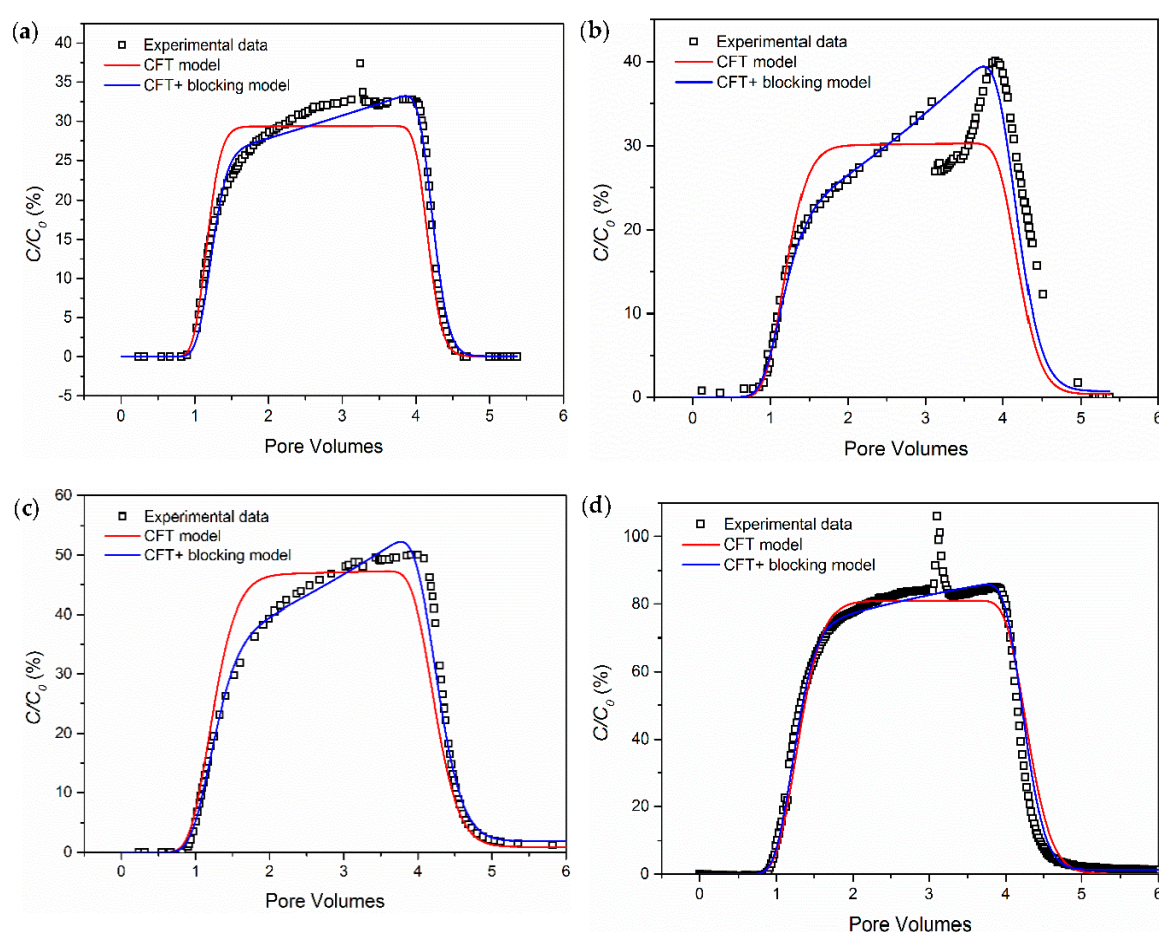 (a)
Experimental data
CFT model
CFT+ blocking model
C/C0 (%)
40
35
30
25
20
15
10
5
0
-5
0 1 2 3 4 5 6
Pore Volumes
(b)
Experimental data
CFT model
CFT+ blocking model
C/C0 (%)
40
30
20
10
0
0 1 2 3 4 5 6
Pore Volumes
(c)
Experimental data
CFT model
CFT+ blocking model
C/C0 (%)
60
50
40
30
20
10
0
0 1 2 3 4 5 6
Pore Volumes
(d)
Experimental data
CFT model
CFT+ blocking model
C/C0 (%)
100
80
60
40
20
0
0 1 2 3 4 5 6
Pore Volumes